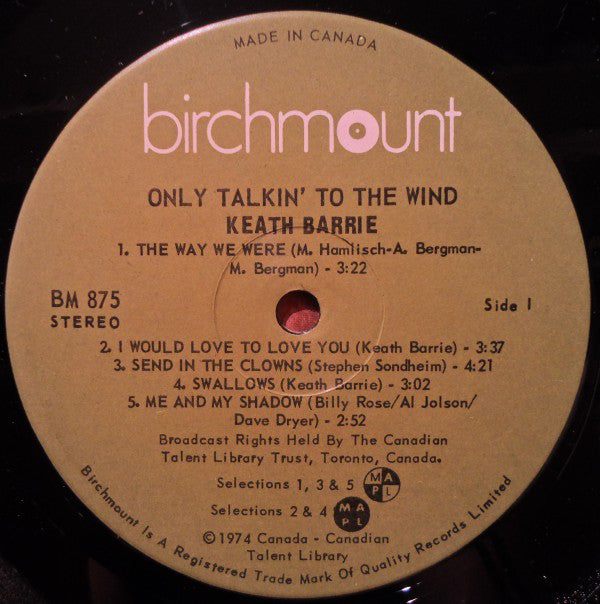 MADE IN CANADA
birchmount
ONLY TALKIN' TO THE WIND
KEATH BARRIE
1. THE WAY WE WERE (M. Hamlisch-A. Bergman-
M. Bergman) - 3:22
BM 875
STEREO
Side 1
2. I WOULD LOVE TO LOVE YOU (Keath Barrie) - 3:37
3. SEND IN THE CLOWNS (Stephen Sondheim) - 4:21
4. SWALLOWS (Keath Barrie) - 3:02
5. ME AND MY SHADOW (Billy Rose/Al Jolson/
Dave Dryer) - 2:52
Broadcast Rights Held By The Canadian
Talent Library Trust, Toronto, Canada.
Selections 1, 3 & 5 M A P L
Selections 2 & 4 M A P L
©1974 Canada - Canadian
Talent Library
Birchmount Is A Registered Trade Mark Of Quality Records Limited